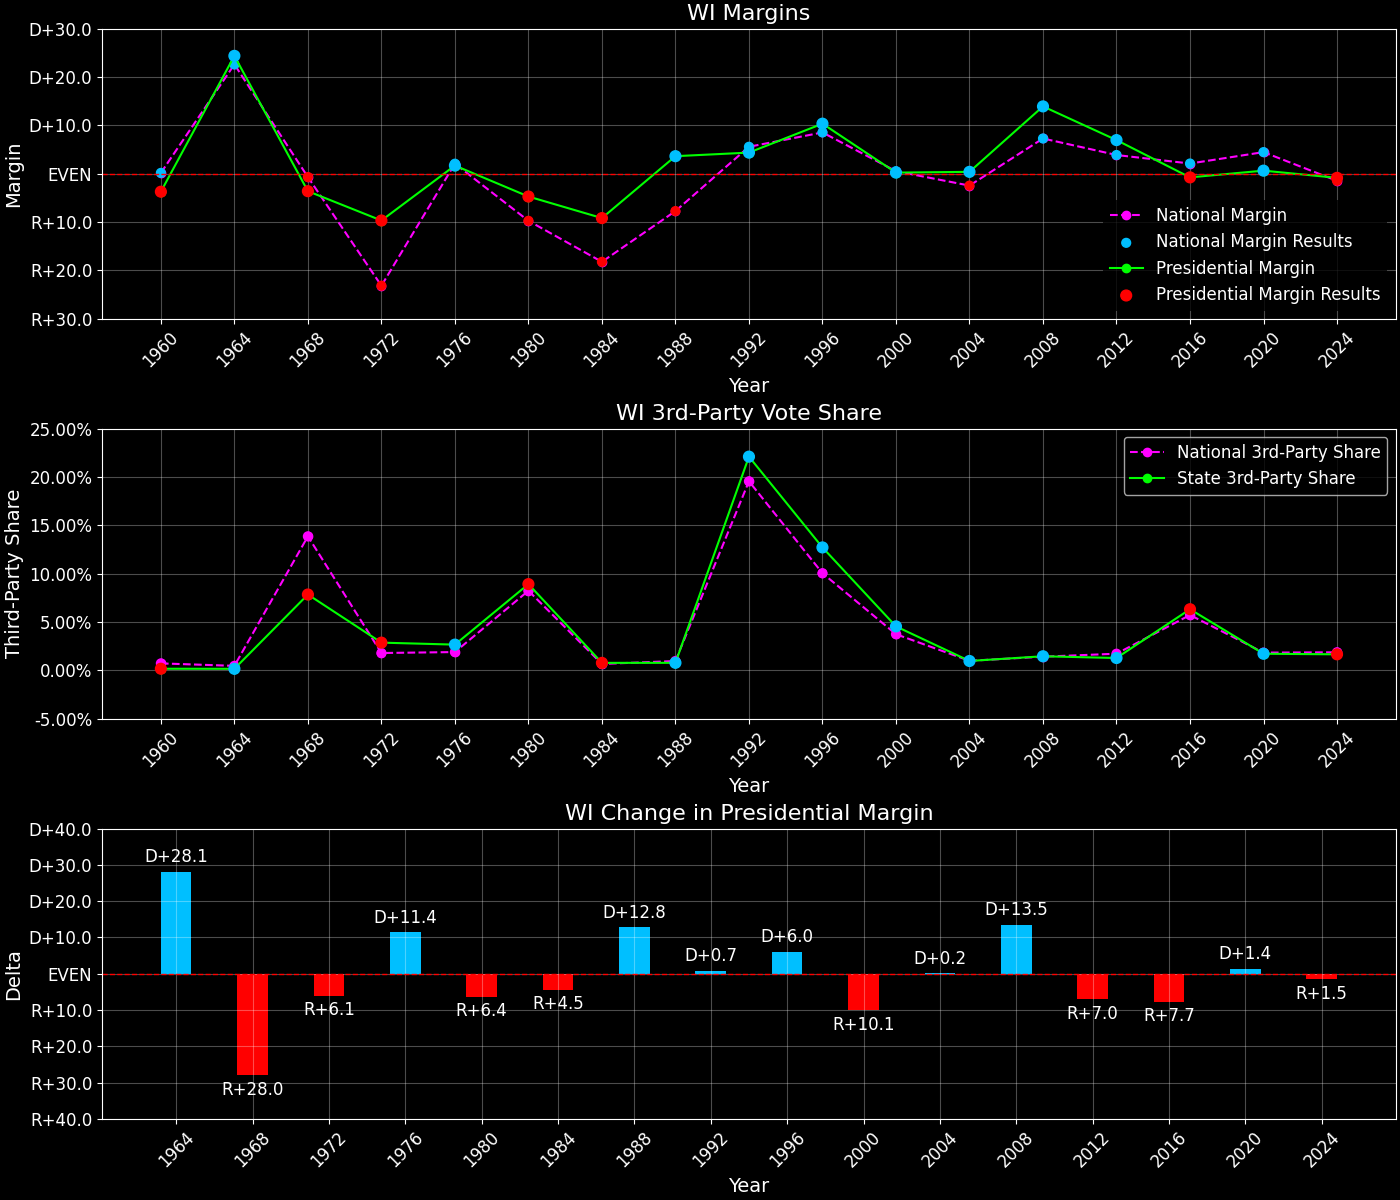 WI Margins
D+30.0
D+20.0
D+10.0
EVEN
R+10.0
R+20.0
R+30.0
Margin
National Margin
National Margin Results
Presidential Margin
Presidential Margin Results
1960 1964 1968 1972 1976 1980 1984 1988 1992 1996 2000 2004 2008 2012 2016 2020 2024
Year
WI 3rd-Party Vote Share
25.00%
20.00%
15.00%
10.00%
5.00%
0.00%
-5.00%
Third-Party Share
National 3rd-Party Share
State 3rd-Party Share
1960 1964 1968 1972 1976 1980 1984 1988 1992 1996 2000 2004 2008 2012 2016 2020 2024
Year
WI Change in Presidential Margin
D+40.0
D+30.0
D+20.0
D+10.0
EVEN
R+10.0
R+20.0
R+30.0
R+40.0
Delta
D+28.1
R+28.0
R+6.1
D+11.4
R+6.4
R+4.5
D+12.8
D+0.7
D+6.0
R+10.1
D+0.2
D+13.5
R+7.0
R+7.7
D+1.4
R+1.5
1964 1968 1972 1976 1980 1984 1988 1992 1996 2000 2004 2008 2012 2016 2020 2024
Year